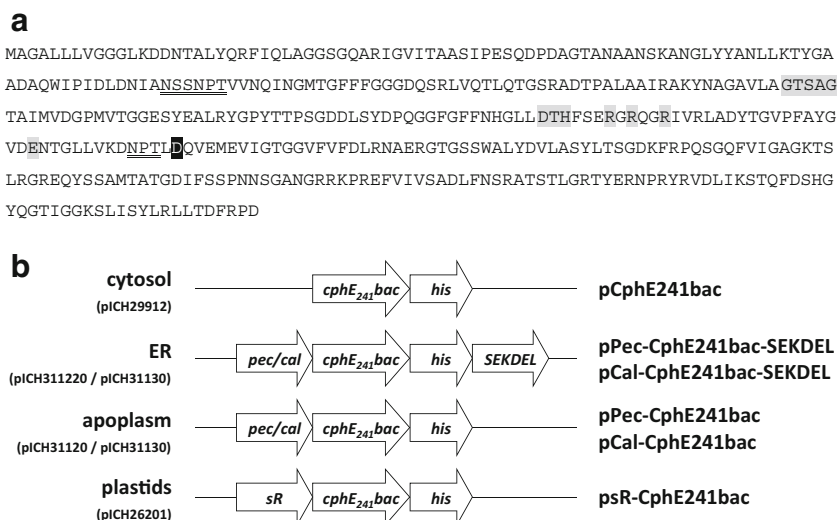 a
MAGALLLVGGGLKDDNTALYQRFIQLAGGSGQARIGVITAASIPESQDPDAGTANAANSKANGLYYANLLKTYGA
ADAQWIPIDLDNIANSSNPTVVNQINGMTGFFFGGGDQSRLVQTLQTGSRADTPALAAIRAKYNAGAVLAGTSAG
TAIMVDGPMVTGGESYEALRYGPYTTPSGDDLSYDPQGGFGFFNHGLLDTHFSERGRQGRIVRLADYTGVPFAYG
VDENTGLLVKDNPTLDQVEMEVIGTGGVFVFDLRNAERGTGSSWALYDVLASYLTSGDKFRPQSGQFVIGAGKTS
LRGREQYSSAMTATGDIFSSPNNSGANGRRKPREFVIVSADLFNSRATSTLGRTYERNPRYRVDLIKSTQFDSHG
YQGTIGGKSLISYLRLLTDFRPD
b
cytosol
(pICH29912)
cphE241bac his
pCphE241bac
ER
(pICH311220 / pICH31130)
pec/cal cphE241bac his SEKDEL
pPec-CphE241bac-SEKDEL
pCal-CphE241bac-SEKDEL
apoplasm
(pICH31120 / pICH31130)
pec/cal cphE241bac his
pPec-CphE241bac
pCal-CphE241bac
plastids
(pICH26201)
sR cphE241bac his
psR-CphE241bac